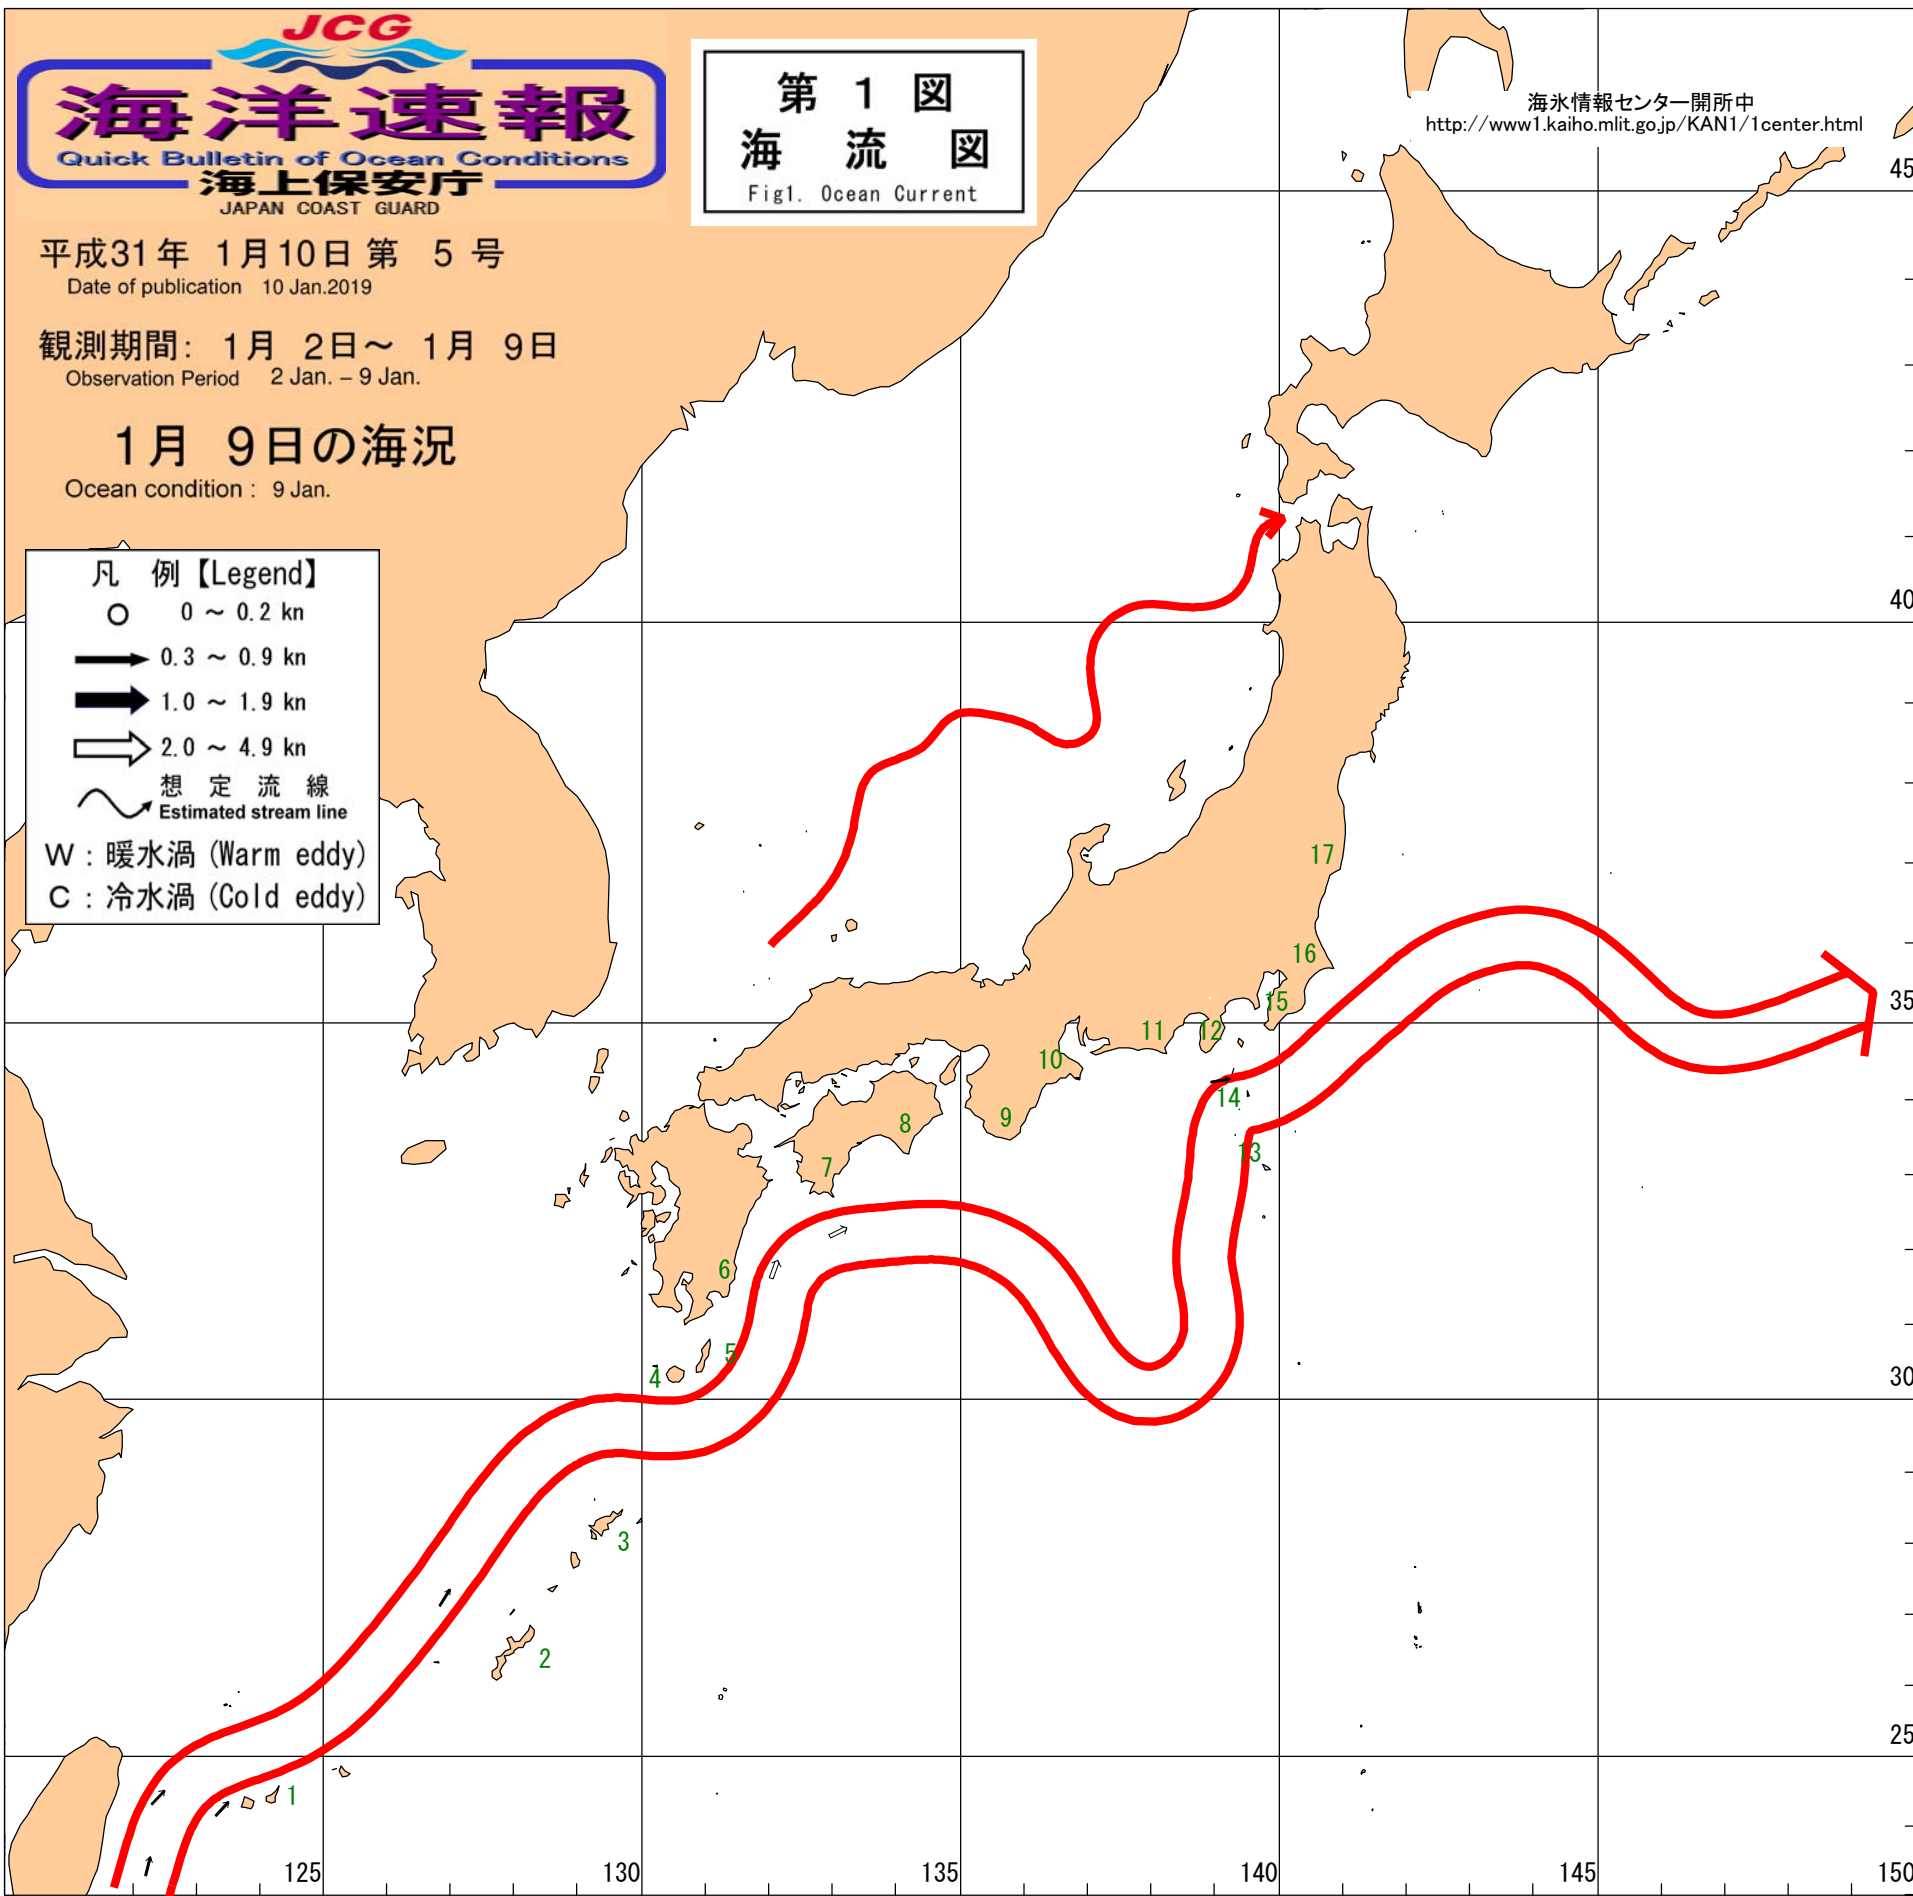 JCG
海洋速報
Quick Bulletin of Ocean Conditions
海上保安庁
JAPAN COAST GUARD
平成31年 1月10日 第 5 号
Date of publication 10 Jan.2019
観測期間: 1月 2日～ 1月 9日
Observation Period 2 Jan. – 9 Jan.
1月 9日の海況
Ocean condition : 9 Jan.
第 1 図
海 流 図
Fig1. Ocean Current
海氷情報センター開所中
http://www1.kaiho.mlit.go.jp/KAN1/1center.html
凡 例【Legend】
0 ～ 0.2 kn
0.3 ～ 0.9 kn
1.0 ～ 1.9 kn
2.0 ～ 4.9 kn
想 定 流 線
Estimated stream line
W : 暖水渦 (Warm eddy)
C : 冷水渦 (Cold eddy)
45
40
17
16
35
15
12
11
10
14
9
8
13
7
6
5
4
30
3
2
25
1
125
130
135
140
145
150